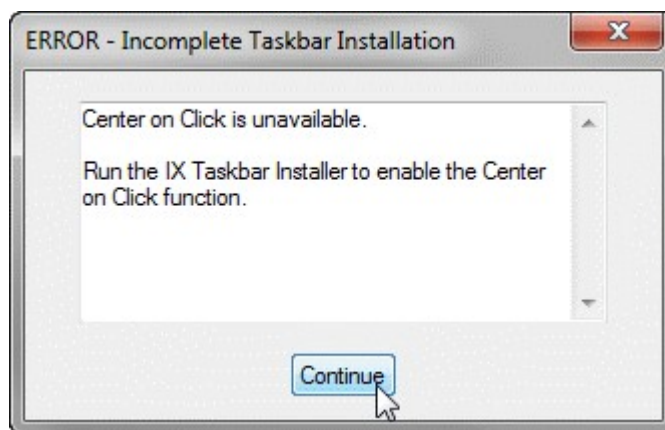 ERROR - Incomplete Taskbar Installation
Center on Click is unavailable.
Run the IX Taskbar Installer to enable the Center
on Click function.
Continue